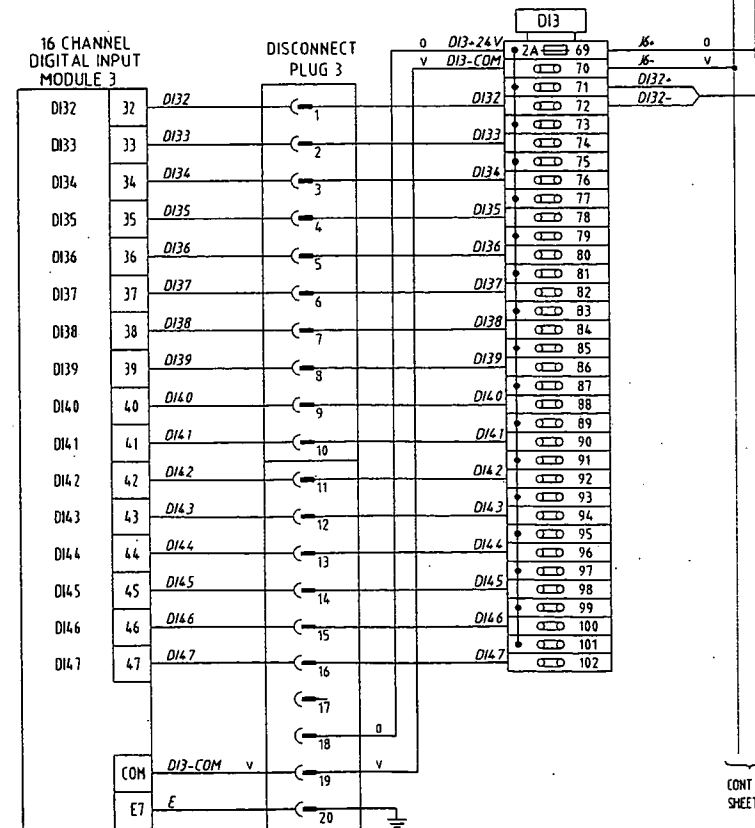 DI3
16 CHANNEL
DIGITAL INPUT
MODULE 3
DISCONNECT
PLUG 3
O DI3+24V 2A 69 J6+ O
V DI3-COM 70 J6- V
71 DI32+
DI32 32 DI32 1 DI32 72 DI32-
73
DI33 33 DI33 2 DI33 74
75
DI34 34 DI34 3 DI34 76
77
DI35 35 DI35 4 DI35 78
79
DI36 36 DI36 5 DI36 80
81
DI37 37 DI37 6 DI37 82
83
DI38 38 DI38 7 DI38 84
85
DI39 39 DI39 8 DI39 86
87
DI40 40 DI40 9 DI40 88
89
DI41 41 DI41 10 DI41 90
91
DI42 42 DI42 11 DI42 92
93
DI43 43 DI43 12 DI43 94
95
DI44 44 DI44 13 DI44 96
97
DI45 45 DI45 14 DI45 98
99
DI46 46 DI46 15 DI46 100
101
DI47 47 DI47 16 DI47 102
17
18 O
COM DI3-COM V 19 V
E7 E 20
CONT
SHEET